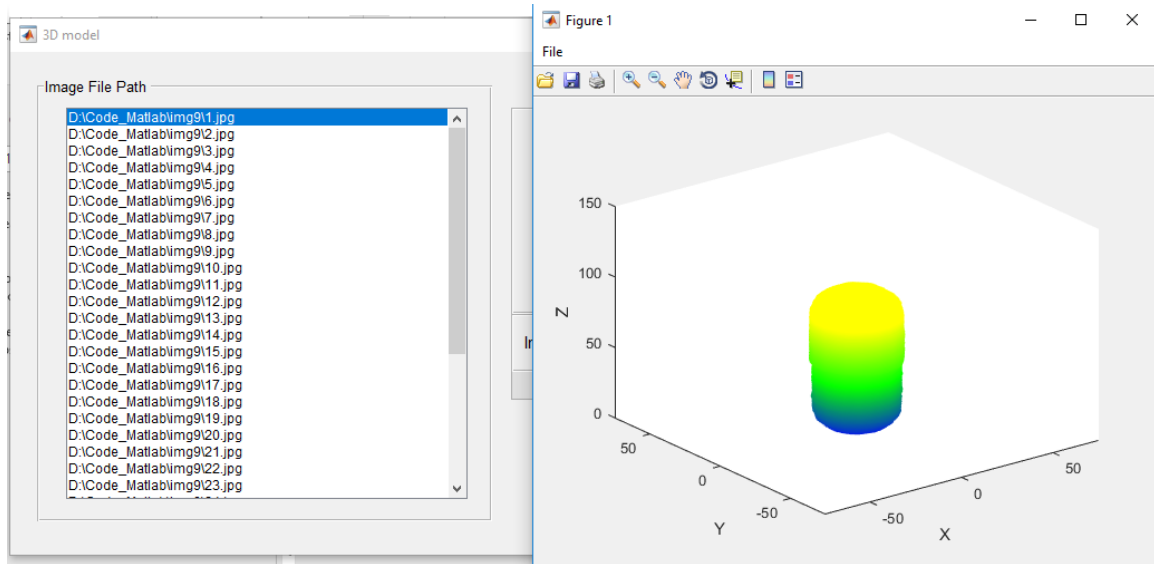 3D model
Image File Path
D:\Code_Matlab\img9\1.jpg
D:\Code_Matlab\img9\2.jpg
D:\Code_Matlab\img9\3.jpg
D:\Code_Matlab\img9\4.jpg
D:\Code_Matlab\img9\5.jpg
D:\Code_Matlab\img9\6.jpg
D:\Code_Matlab\img9\7.jpg
D:\Code_Matlab\img9\8.jpg
D:\Code_Matlab\img9\9.jpg
D:\Code_Matlab\img9\10.jpg
D:\Code_Matlab\img9\11.jpg
D:\Code_Matlab\img9\12.jpg
D:\Code_Matlab\img9\13.jpg
D:\Code_Matlab\img9\14.jpg
D:\Code_Matlab\img9\15.jpg
D:\Code_Matlab\img9\16.jpg
D:\Code_Matlab\img9\17.jpg
D:\Code_Matlab\img9\18.jpg
D:\Code_Matlab\img9\19.jpg
D:\Code_Matlab\img9\20.jpg
D:\Code_Matlab\img9\21.jpg
D:\Code_Matlab\img9\22.jpg
D:\Code_Matlab\img9\23.jpg
Figure 1
File
150
100
50
0
Z
50
0
-50
Y
-50
0
50
X